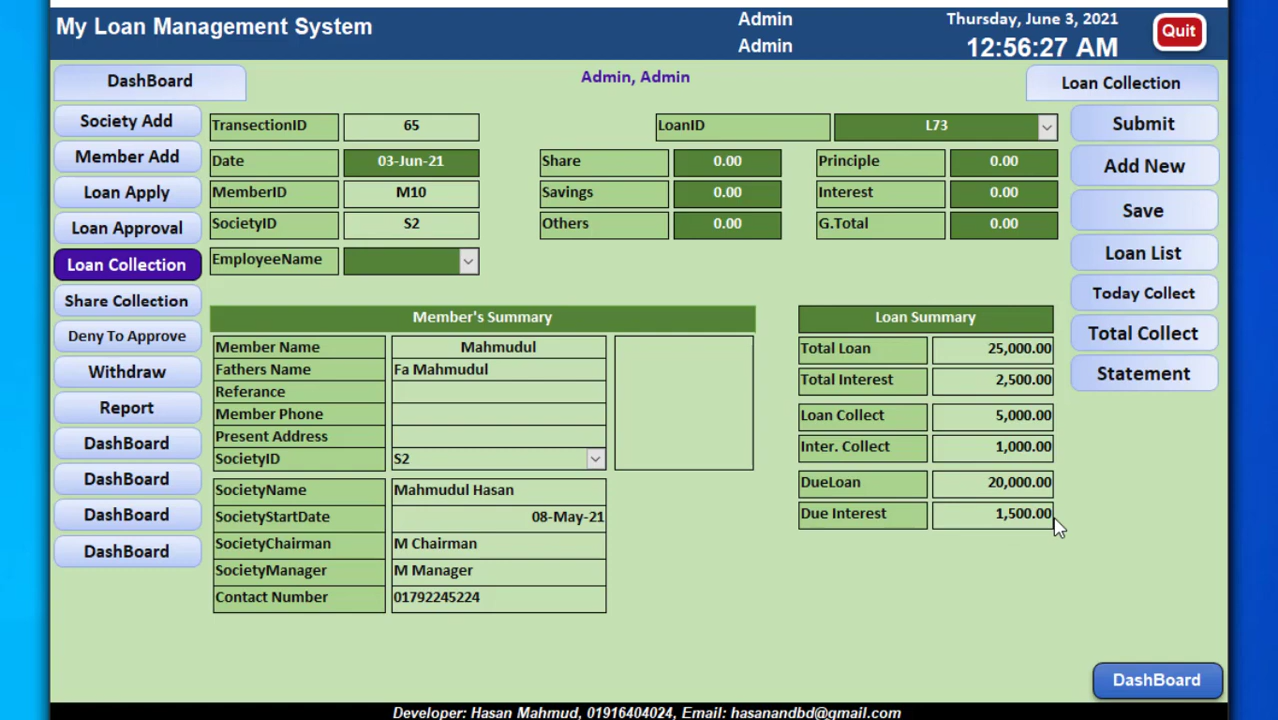 My Loan Management System
Admin
Admin
Thursday, June 3, 2021
12:56:27 AM
Quit
DashBoard
Admin, Admin
Loan Collection
Society Add
Member Add
Loan Apply
Loan Approval
Loan Collection
Share Collection
Deny To Approve
Withdraw
Report
DashBoard
DashBoard
DashBoard
DashBoard
TransectionID 65
LoanID L73
Date 03-Jun-21
Share 0.00
Principle 0.00
MemberID M10
Savings 0.00
Interest 0.00
SocietyID S2
Others 0.00
G.Total 0.00
EmployeeName
Member's Summary
Member Name Mahmudul
Fathers Name Fa Mahmudul
Referance
Member Phone
Present Address
SocietyID S2
SocietyName Mahmudul Hasan
SocietyStartDate 08-May-21
SocietyChairman M Chairman
SocietyManager M Manager
Contact Number 01792245224
Loan Summary
Total Loan 25,000.00
Total Interest 2,500.00
Loan Collect 5,000.00
Inter. Collect 1,000.00
DueLoan 20,000.00
Due Interest 1,500.00
Submit
Add New
Save
Loan List
Today Collect
Total Collect
Statement
DashBoard
Developer: Hasan Mahmud, 01916404024, Email: hasanandbd@gmail.com